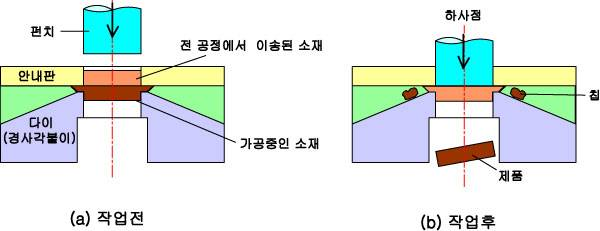 펀치
전 공정에서 이송된 소재
안내판
다이
(경사각붙이)
가공중인 소재
(a) 작업전
하사점
칩
제품
(b) 작업후